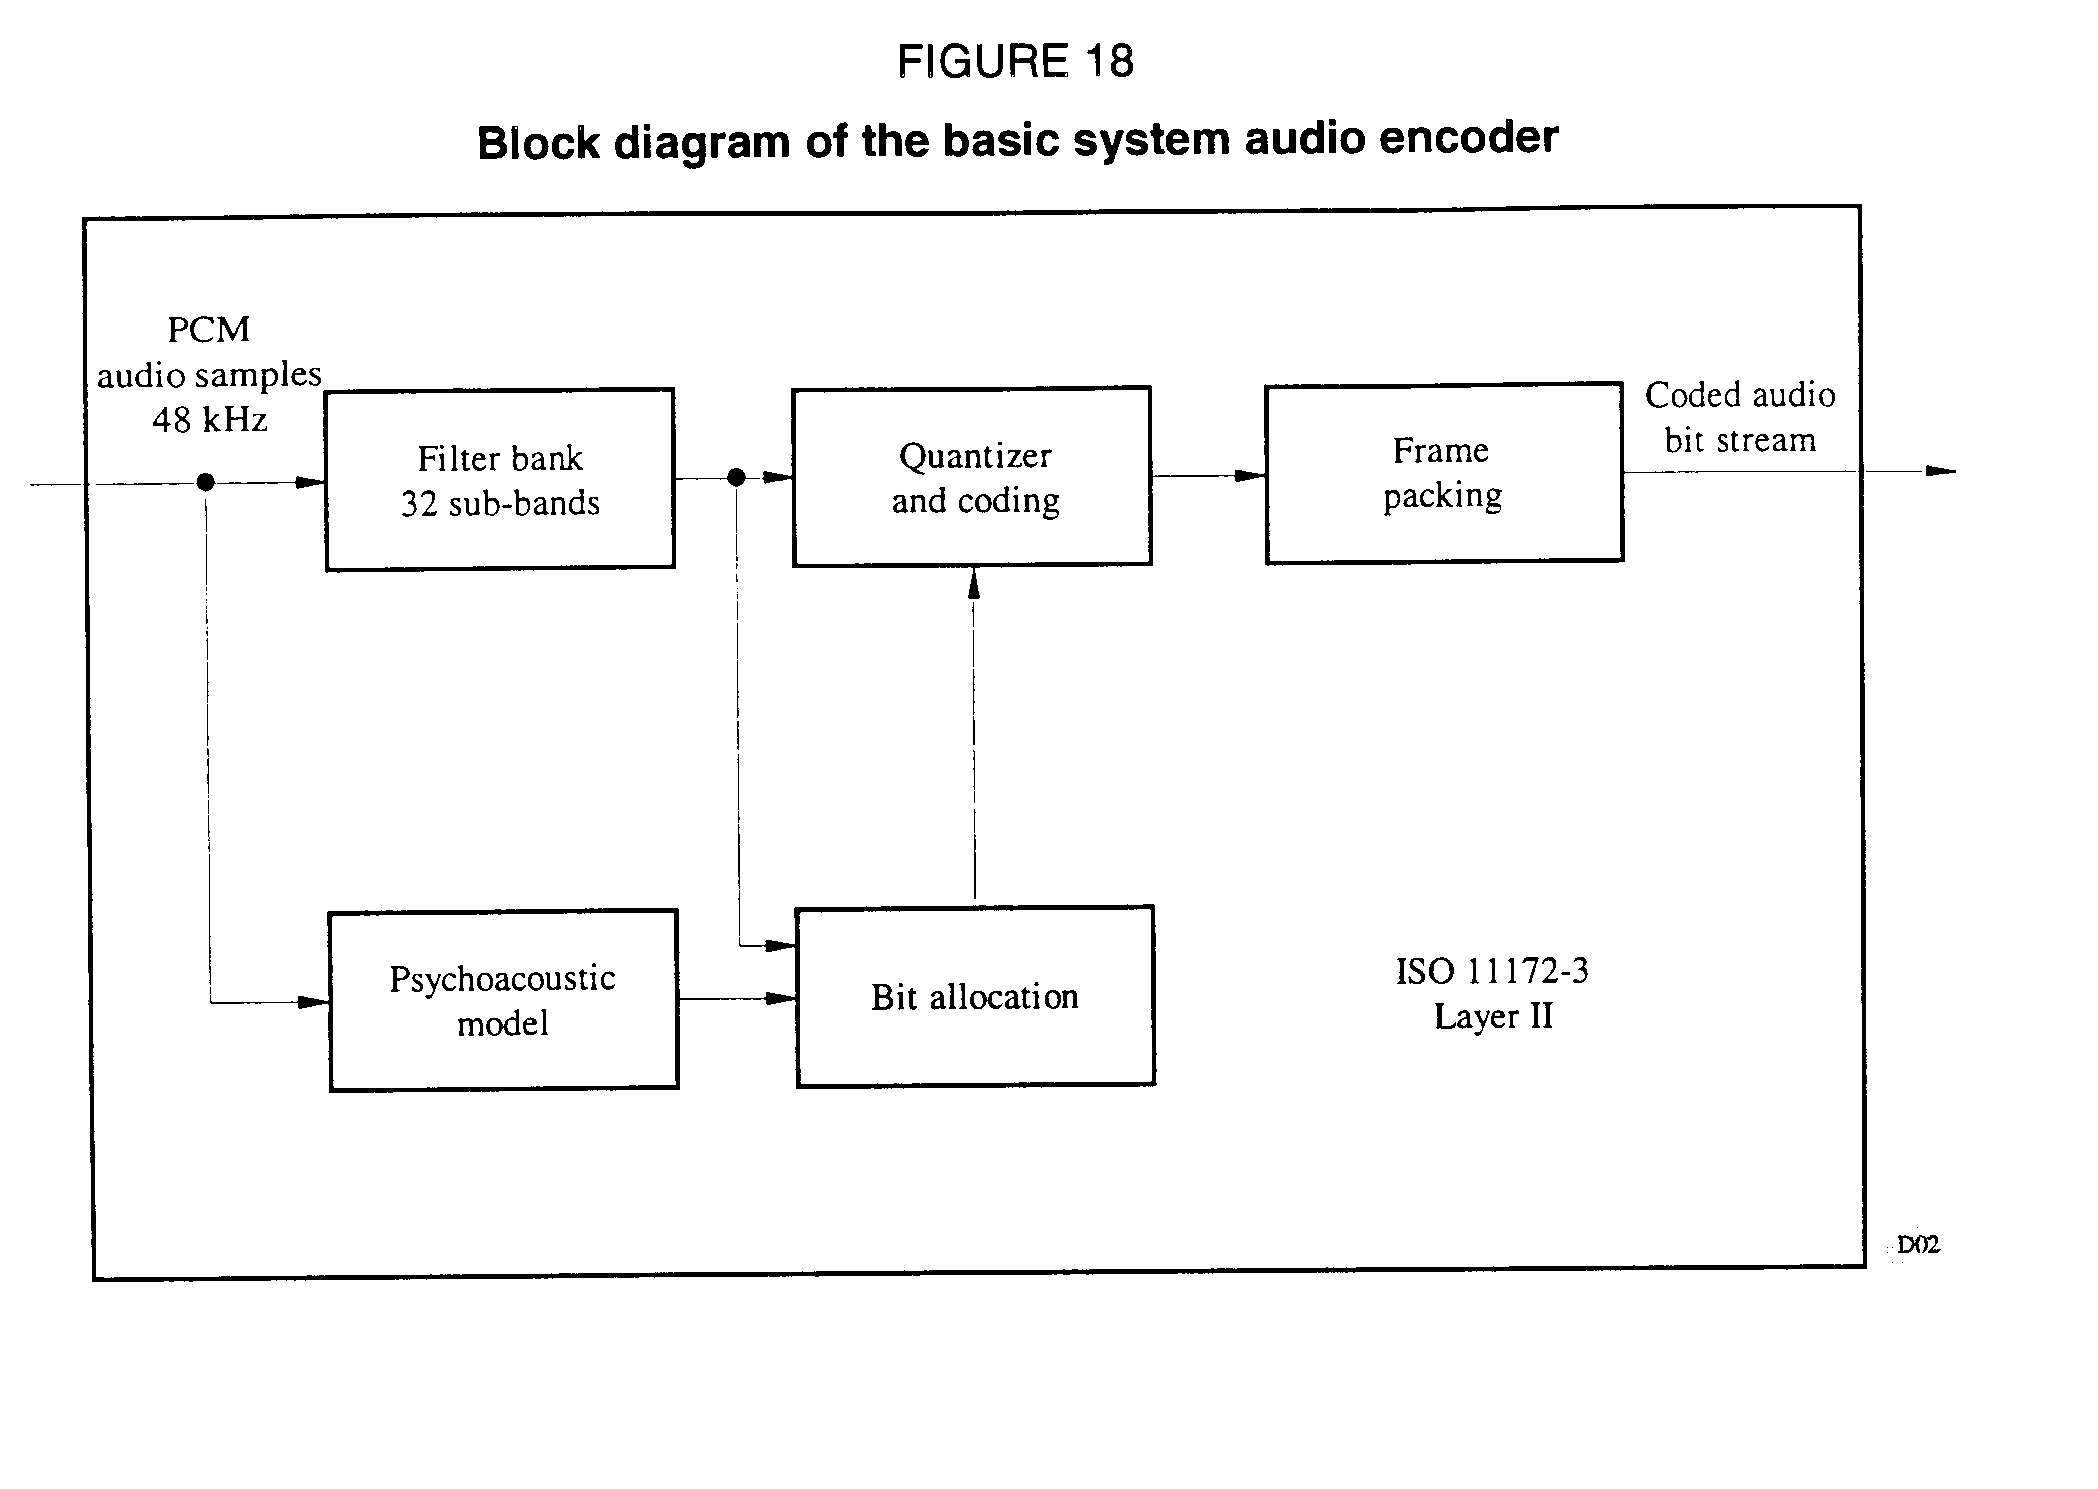 FIGURE 18
Block diagram of the basic system audio encoder
PCM
audio samples
48 kHz
Filter bank
32 sub-bands
Quantizer
and coding
Frame
packing
Coded audio
bit stream
Psychoacoustic
model
Bit allocation
ISO 11172-3
Layer II
D02